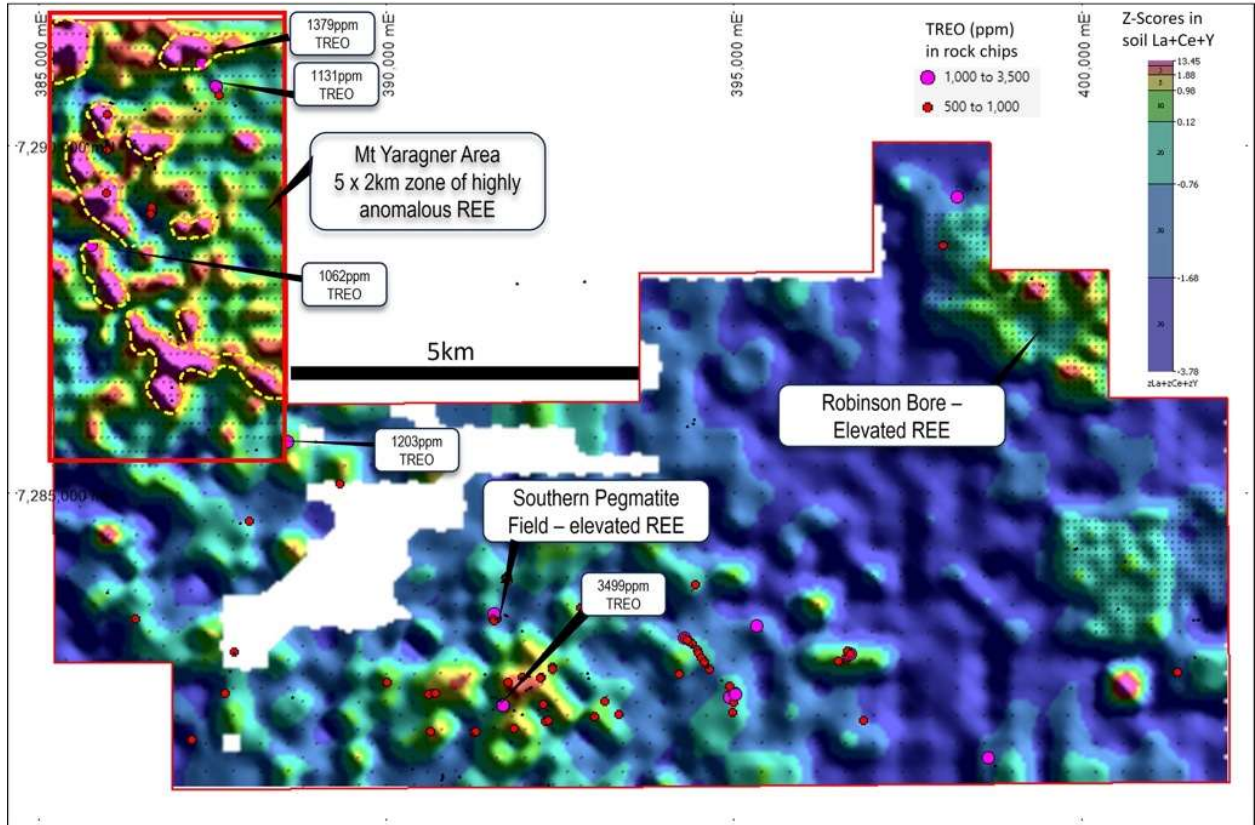 385,000 mE
390,000 mE
395,000 mE
400,000 mE
1379ppm
TREO
1131ppm
TREO
TREO (ppm)
in rock chips
1,000 to 3,500
500 to 1,000
Z-Scores in
soil La+Ce+Y
13.45
1.88
0.98
0.12
-0.76
-1.68
-3.78
zLa+zCe+zY
Mt Yaragner Area
5 x 2km zone of highly
anomalous REE
1062ppm
TREO
5km
Robinson Bore –
Elevated REE
1203ppm
TREO
Southern Pegmatite
Field – elevated REE
3499ppm
TREO